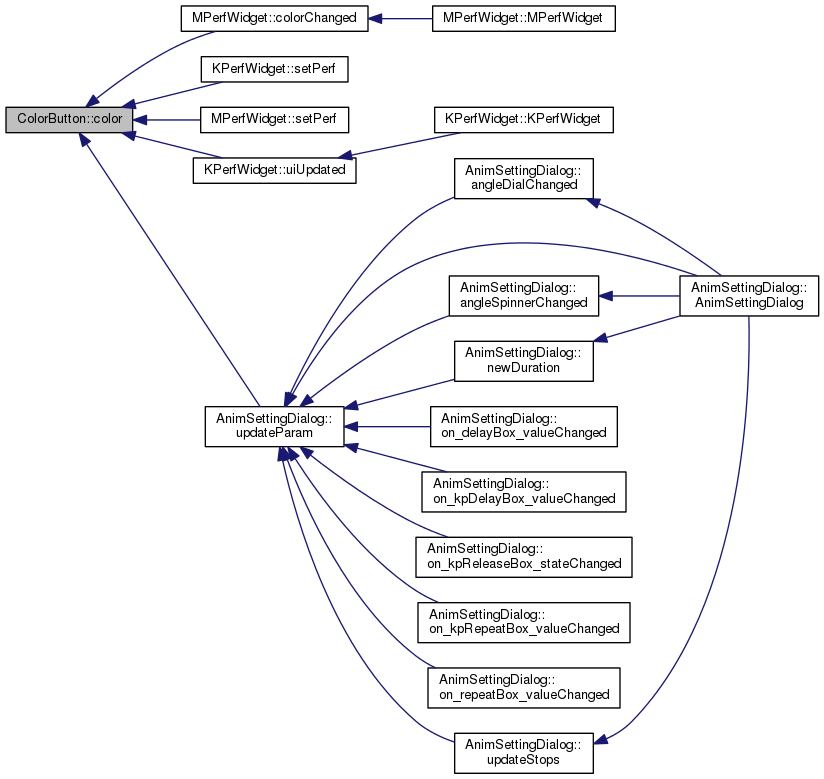 MPerfWidget::colorChanged
MPerfWidget::MPerfWidget
KPerfWidget::setPerf
ColorButton::color
MPerfWidget::setPerf
KPerfWidget::KPerfWidget
KPerfWidget::uiUpdated
AnimSettingDialog::
angleDialChanged
AnimSettingDialog::
angleSpinnerChanged
AnimSettingDialog::
AnimSettingDialog
AnimSettingDialog::
newDuration
AnimSettingDialog::
updateParam
AnimSettingDialog::
on_delayBox_valueChanged
AnimSettingDialog::
on_kpDelayBox_valueChanged
AnimSettingDialog::
on_kpReleaseBox_stateChanged
AnimSettingDialog::
on_kpRepeatBox_valueChanged
AnimSettingDialog::
on_repeatBox_valueChanged
AnimSettingDialog::
updateStops